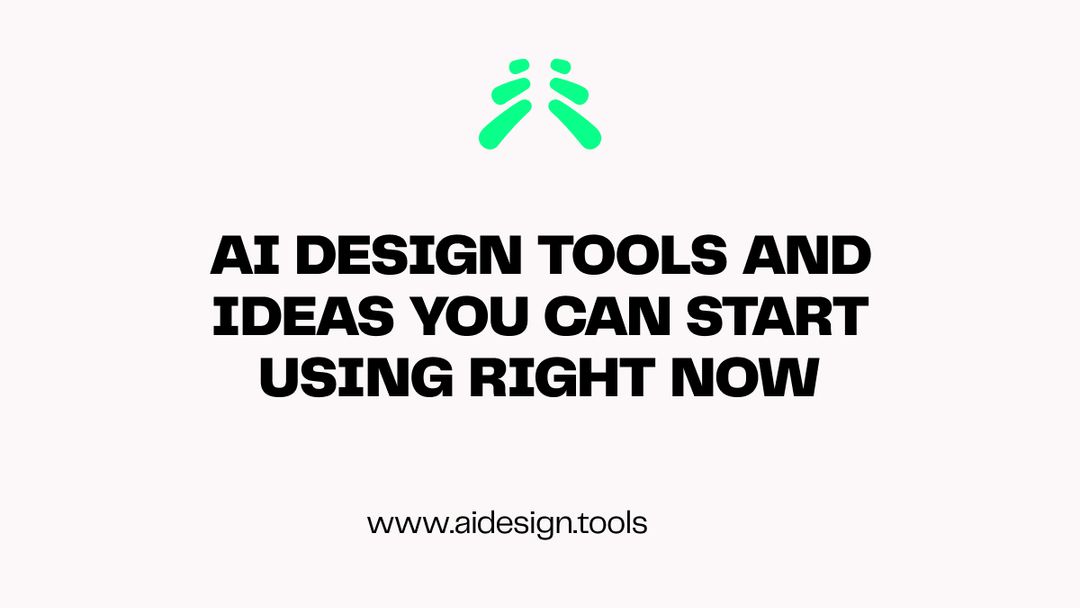 AI DESIGN TOOLS AND
IDEAS YOU CAN START
USING RIGHT NOW
www.aidesign.tools